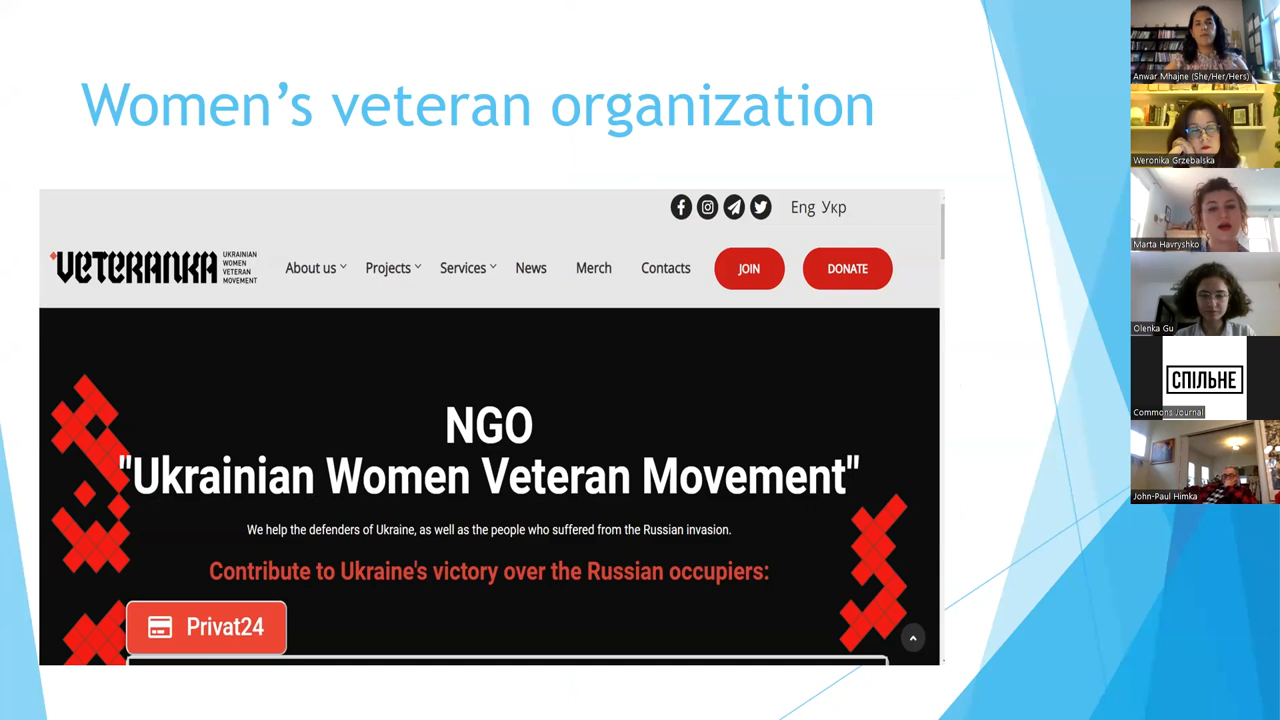 Women's veteran organization
Eng Укр
VETERANKA
UKRAINIAN
WOMEN
VETERAN
MOVEMENT
About us
Projects
Services
News
Merch
Contacts
JOIN
DONATE
NGO
"Ukrainian Women Veteran Movement"
We help the defenders of Ukraine, as well as the people who suffered from the Russian invasion.
Contribute to Ukraine's victory over the Russian occupiers:
Privat24
Anwar Mhajne (She/Her/Hers)
Weronika Grzebalska
Marta Havryshko
Olenka Gu
СПІЛЬНЕ
Commons Journal
John-Paul Himka